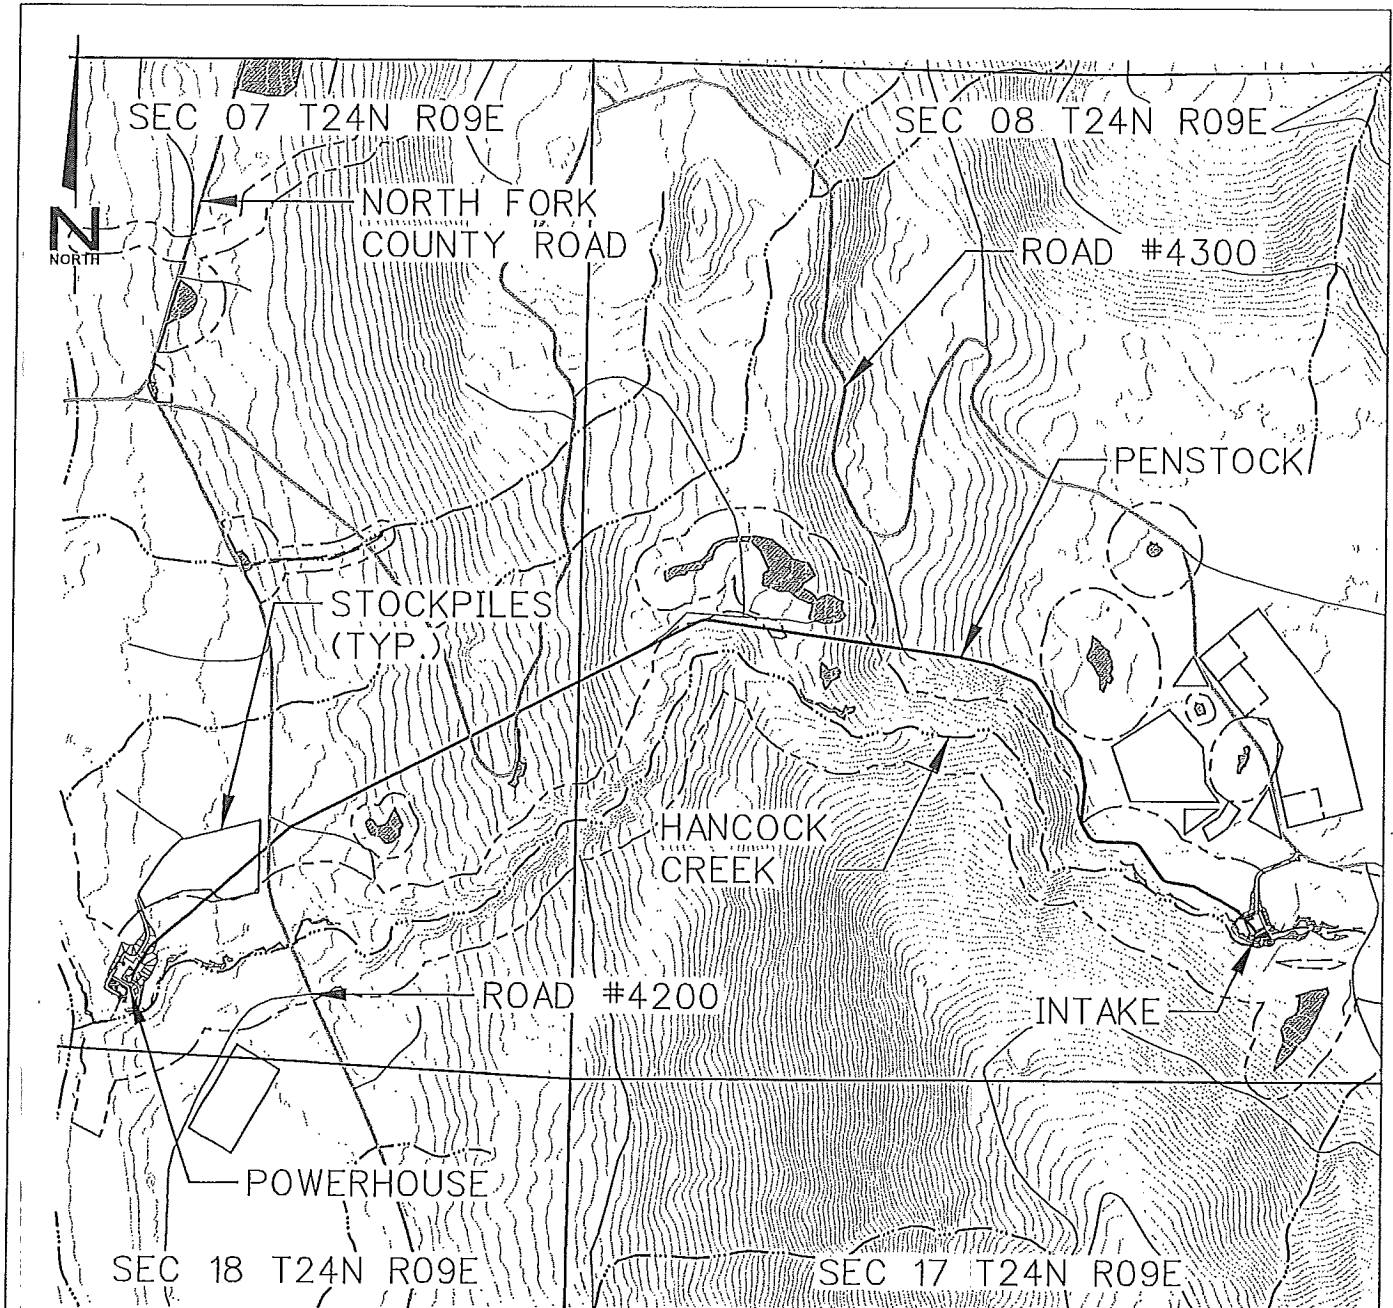 SEC 07 T24N R09E
SEC 08 T24N R09E
NORTH FORK
COUNTY ROAD
N
NORTH
ROAD #4300
PENSTOCK
STOCKPILES
(TYP.)
HANCOCK
CREEK
ROAD #4200
INTAKE
POWERHOUSE
SEC 18 T24N R09E
SEC 17 T24N R09E